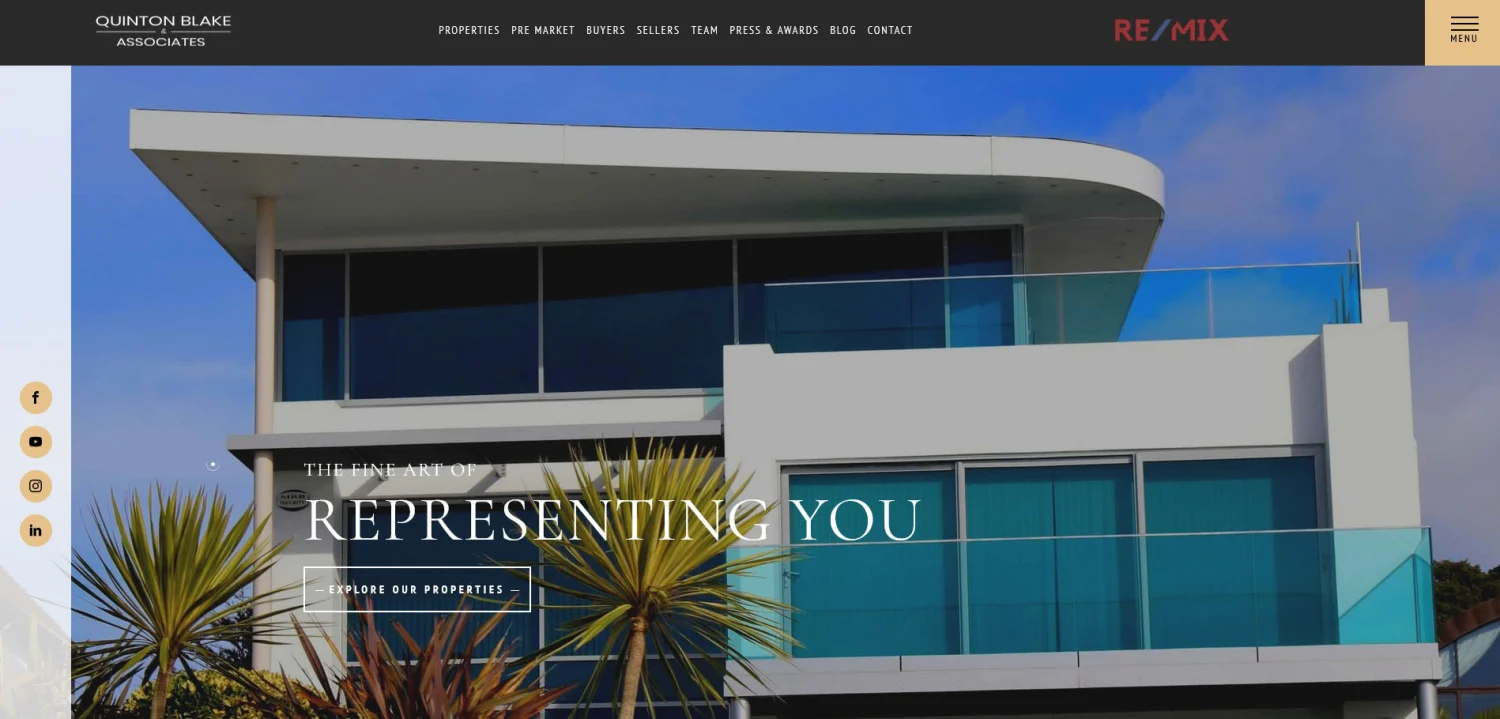 QUINTON BLAKE
&
ASSOCIATES
PROPERTIES PRE MARKET BUYERS SELLERS TEAM PRESS & AWARDS BLOG CONTACT
RE/MIX
MENU
THE FINE ART OF
REPRESENTING YOU
— EXPLORE OUR PROPERTIES —